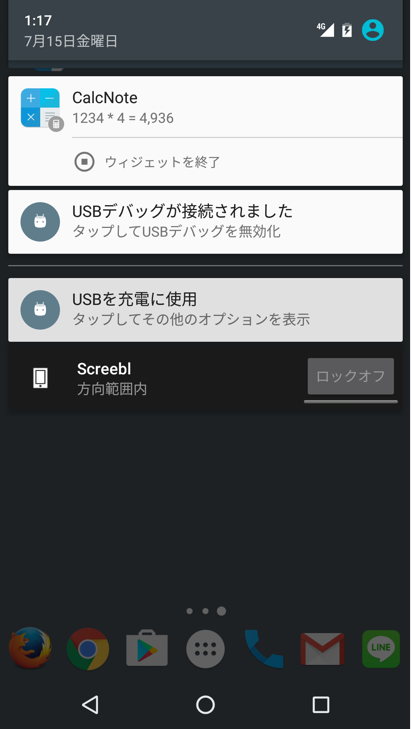 1:17
4G
7月15日金曜日
CalcNote
1234 * 4 = 4,936
ウィジェットを終了
USBデバッグが接続されました
タップしてUSBデバッグを無効化
USBを充電に使用
タップしてその他のオプションを表示
Screebl
方向範囲内
ロックオフ
LINE